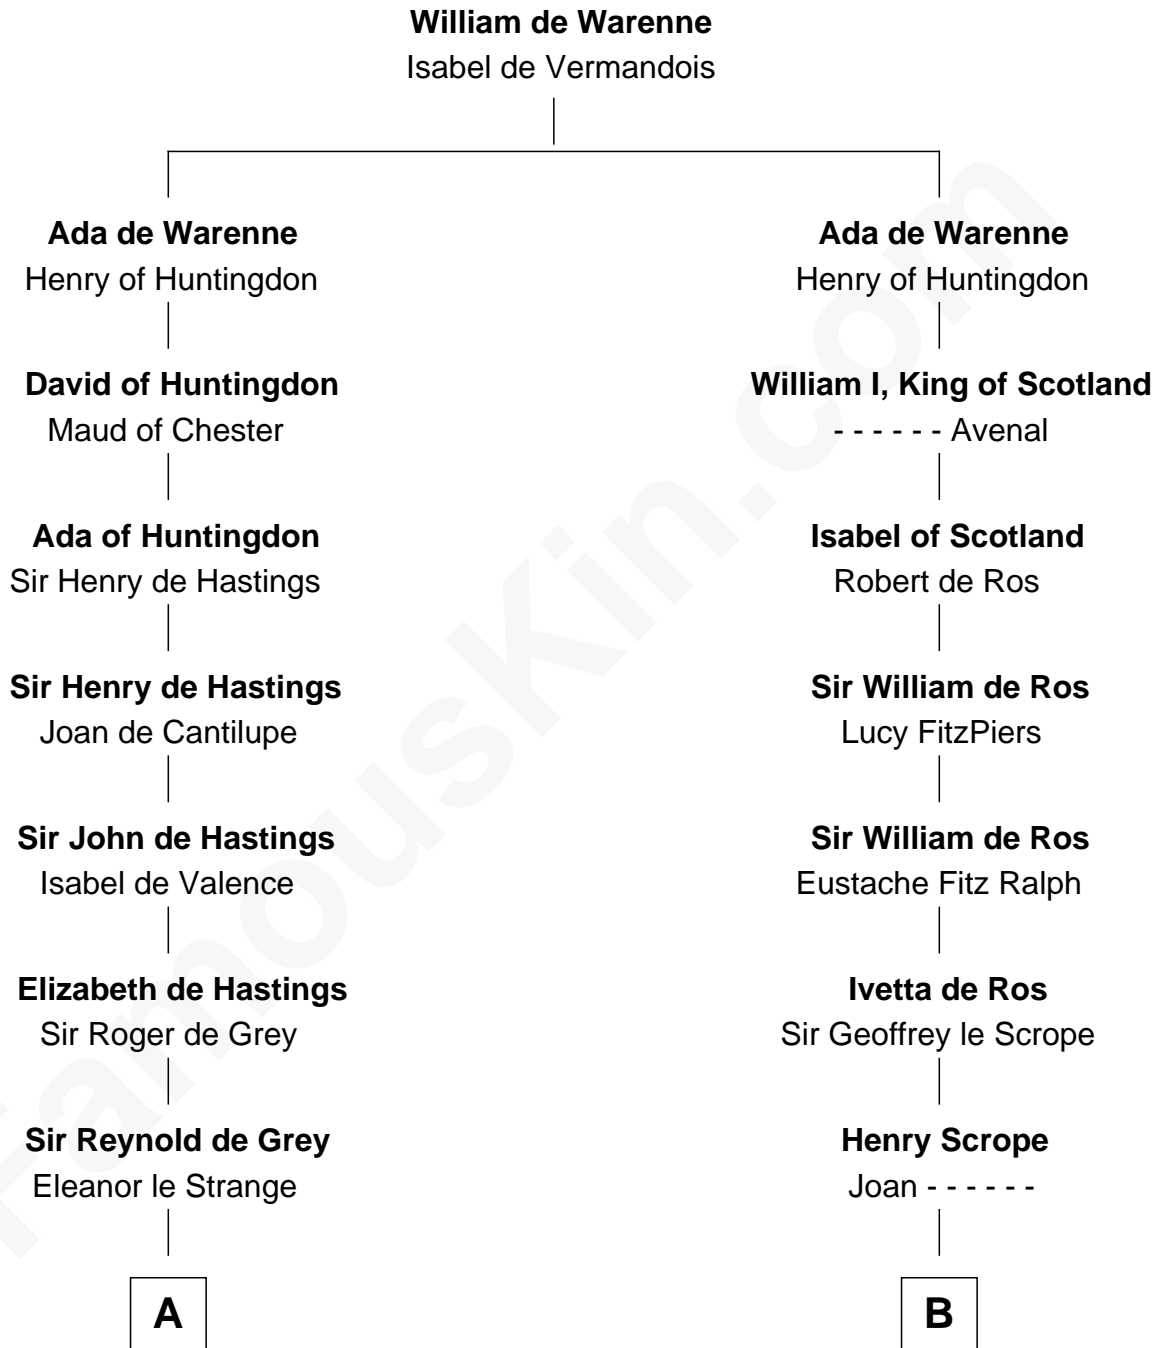 William de Warenne
Isabel de Vermandois
Ada de Warenne
Henry of Huntingdon
David of Huntingdon
Maud of Chester
Ada of Huntingdon
Sir Henry de Hastings
Sir Henry de Hastings
Joan de Cantilupe
Sir John de Hastings
Isabel de Valence
Elizabeth de Hastings
Sir Roger de Grey
Sir Reynold de Grey
Eleanor le Strange
A
Ada de Warenne
Henry of Huntingdon
William I, King of Scotland
- - - - - - Avenal
Isabel of Scotland
Robert de Ros
Sir William de Ros
Lucy FitzPiers
Sir William de Ros
Eustache Fitz Ralph
Ivetta de Ros
Sir Geoffrey le Scrope
Henry Scrope
Joan - - - - - -
B
FamousKin.com